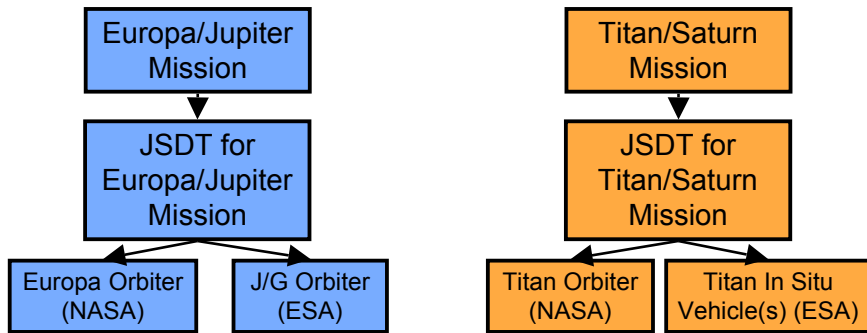 Europa/Jupiter
Mission
JSDT for
Europa/Jupiter
Mission
Europa Orbiter
(NASA)
J/G Orbiter
(ESA)
Titan/Saturn
Mission
JSDT for
Titan/Saturn
Mission
Titan Orbiter
(NASA)
Titan In Situ
Vehicle(s) (ESA)